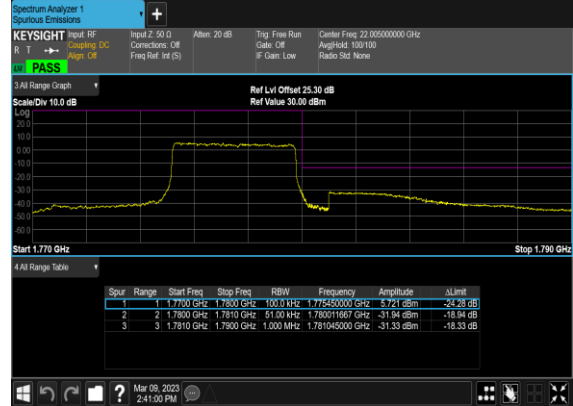 Spectrum Analyzer 1
Spurious Emissions
KEYSIGHT Input: RF Input Z: 50 Ω Atten: 20 dB Trig: Free Run Center Freq: 22.005000000 GHz
R T Coupling: DC Corrections: Off Gate: Off Avg|Hold: 100/100
Align: Off Freq Ref: Int (S) IF Gain: Low Radio Std: None
PASS
3 All Range Graph
Ref Lvl Offset 25.30 dB
Scale/Div 10.0 dB Ref Value 30.00 dBm
Log
20.0
10.0
0.00
-10.0
-20.0
-30.0
-40.0
-50.0
-60.0
Start 1.770 GHz Stop 1.790 GHz
4 All Range Table
Spur Range Start Freq Stop Freq RBW Frequency Amplitude ΔLimit
1 1 1.7700 GHz 1.7800 GHz 100.0 kHz 1.775450000 GHz 5.721 dBm -24.28 dB
2 2 1.7800 GHz 1.7810 GHz 51.00 kHz 1.780011667 GHz -31.94 dBm -18.94 dB
3 3 1.7810 GHz 1.7900 GHz 1.000 MHz 1.781045000 GHz -31.33 dBm -18.33 dB
Mar 09, 2023
2:41:00 PM